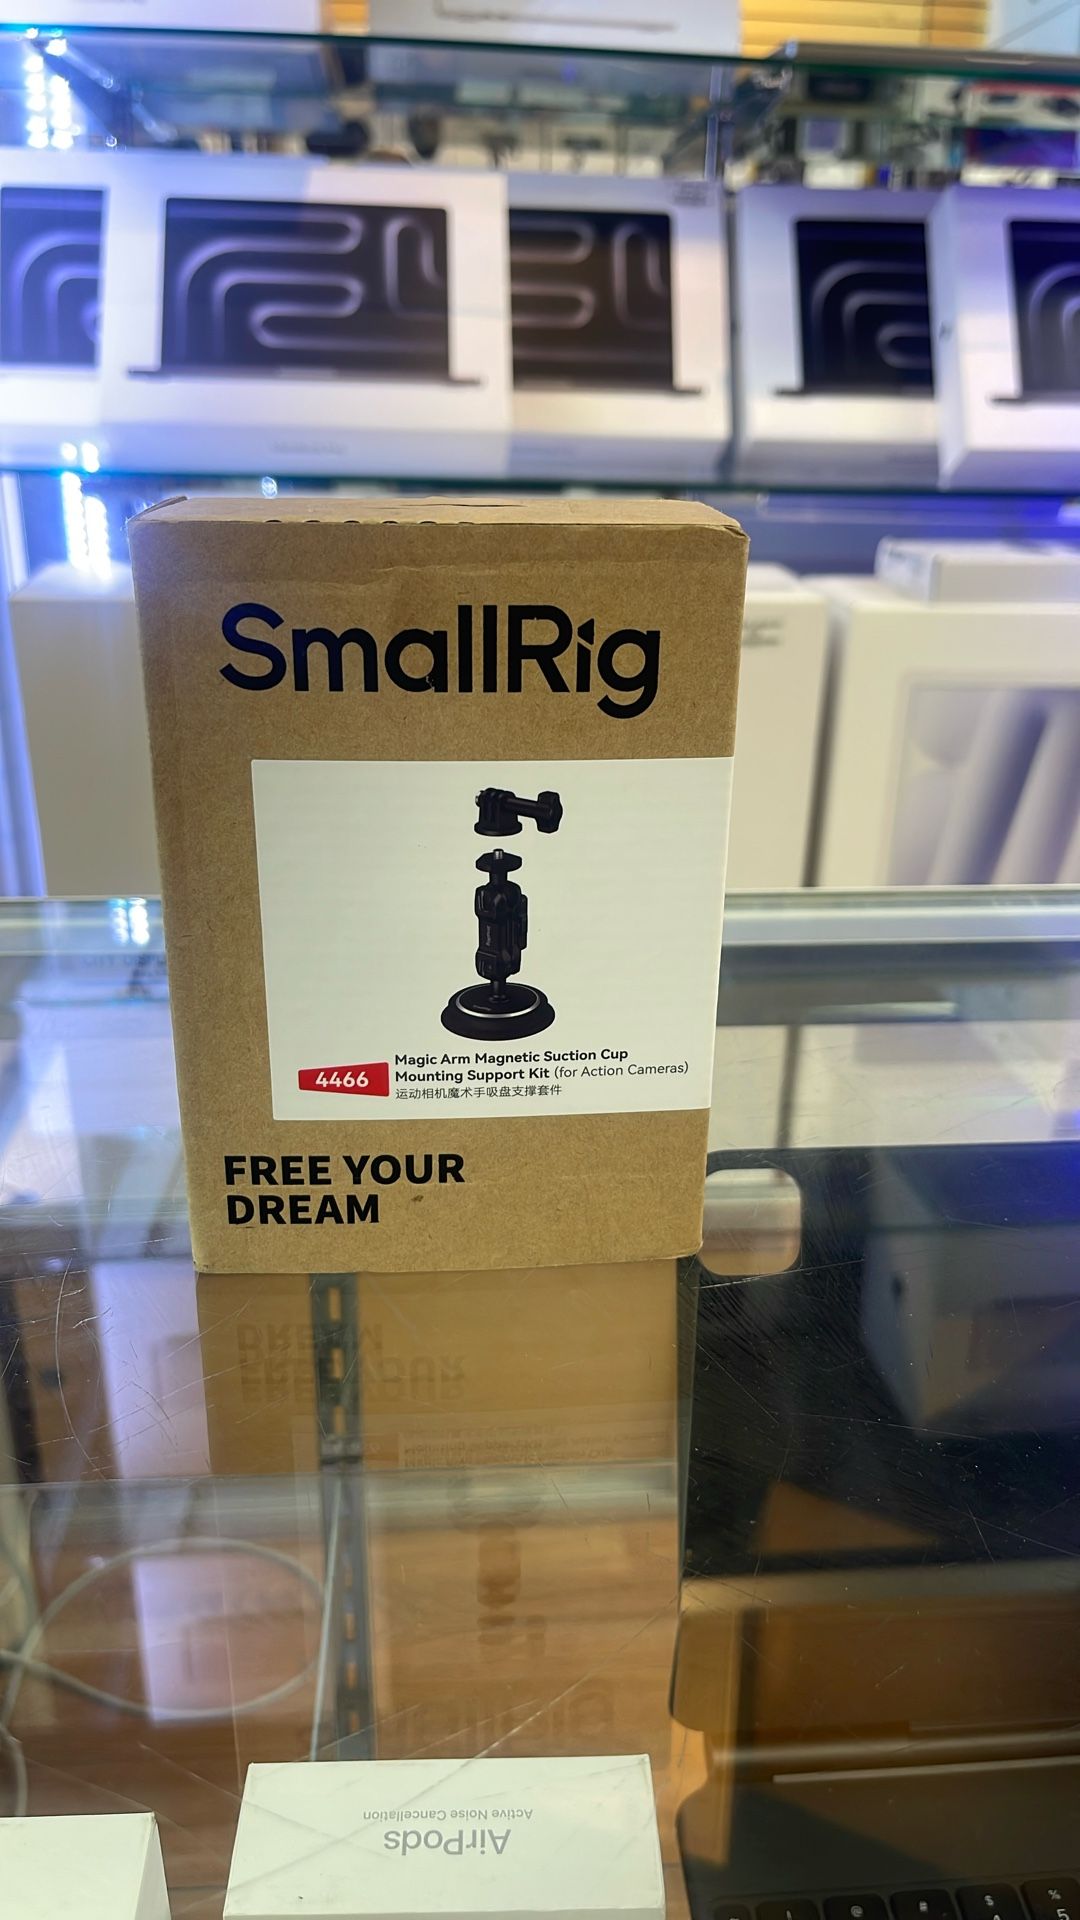 SmallRig
4466
Magic Arm Magnetic Suction Cup
Mounting Support Kit (for Action Cameras)
运动相机魔术手吸盘支撑套件
FREE YOUR
DREAM
AirPods
Active Noise Cancellation